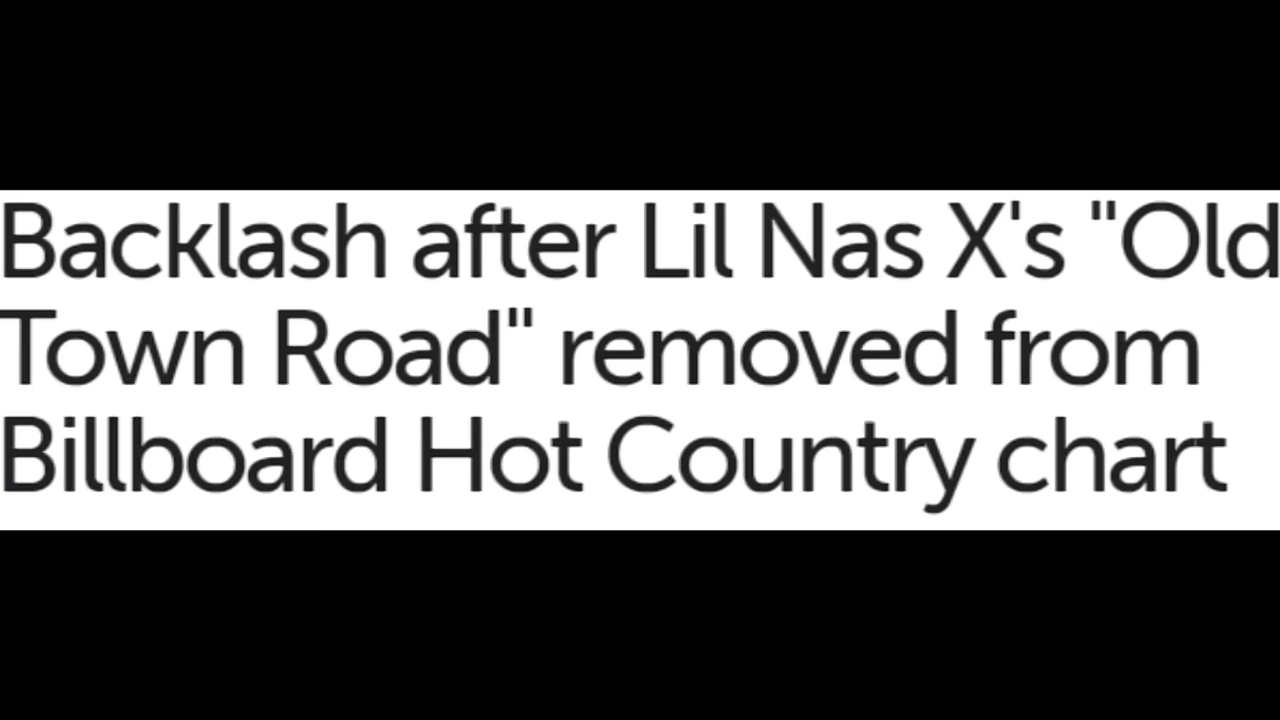 Backlash after Lil Nas X's "Old
Town Road" removed from
Billboard Hot Country chart